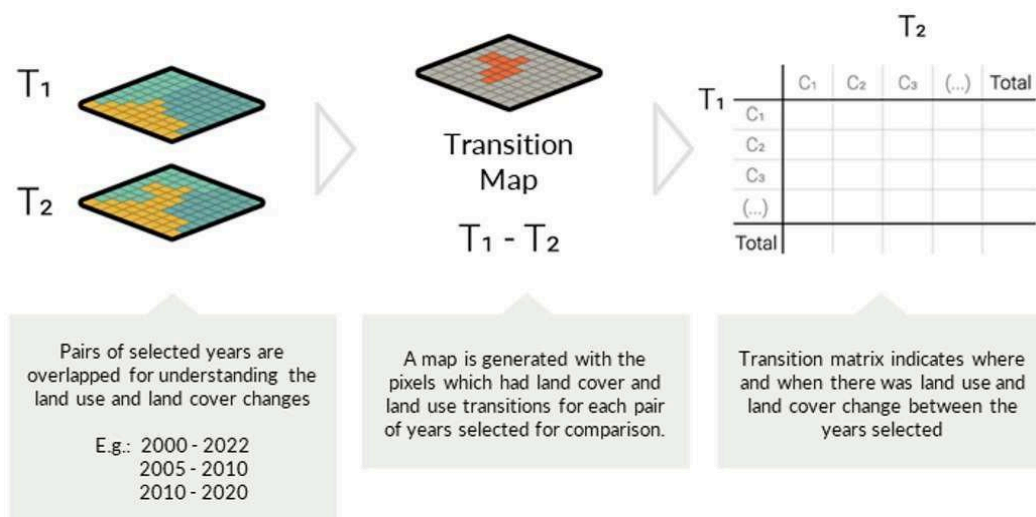 T₁
T₂
Transition
Map
T₁ - T₂
T₂
T₁
C₁ C₂ C₃ (...) Total
C₁
C₂
C₃
(...)
Total
Pairs of selected years are
overlapped for understanding the
land use and land cover changes
E.g.: 2000 - 2022
2005 - 2010
2010 - 2020
A map is generated with the
pixels which had land cover and
land use transitions for each pair
of years selected for comparison.
Transition matrix indicates where
and when there was land use and
land cover change between the
years selected